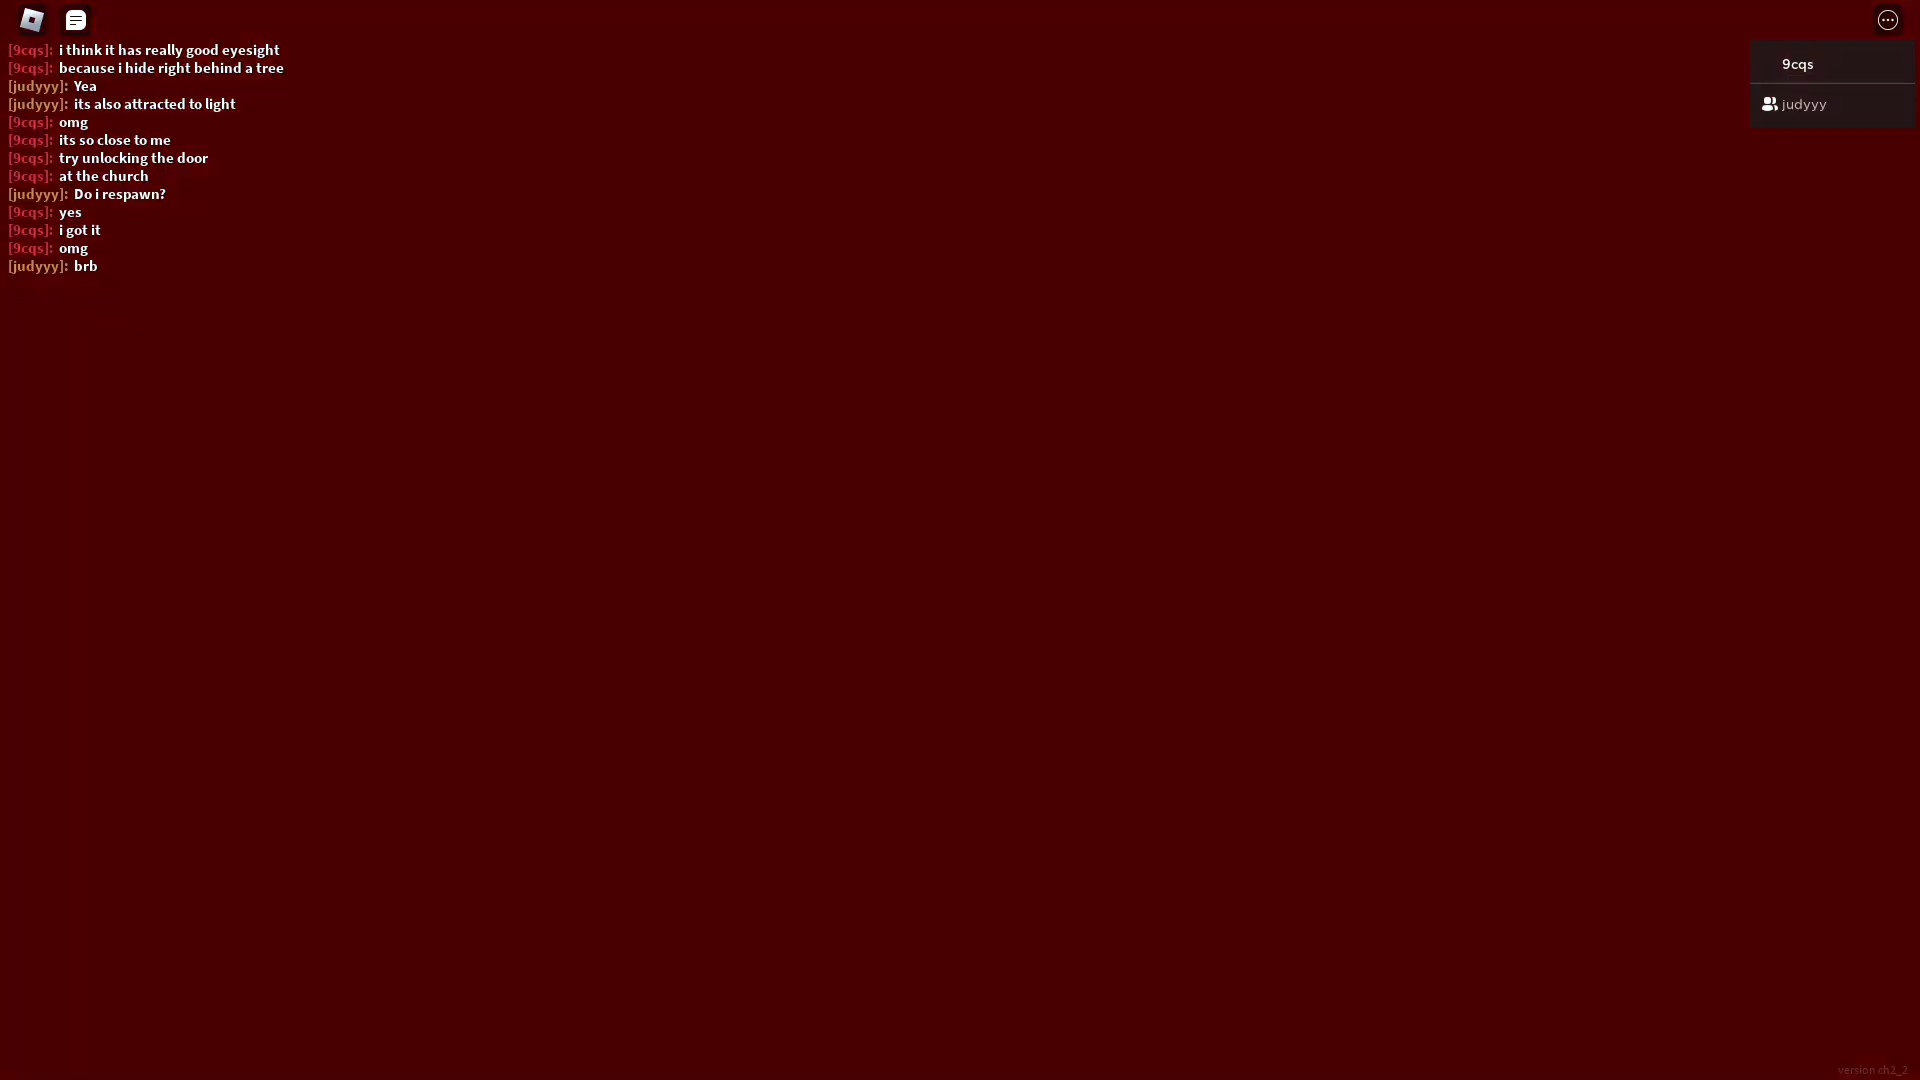 [9cqs]: i think it has really good eyesight
[9cqs]: because i hide right behind a tree
[judyyy]: Yea
[judyyy]: its also attracted to light
[9cqs]: omg
[9cqs]: its so close to me
[9cqs]: try unlocking the door
[9cqs]: at the church
[judyyy]: Do i respawn?
[9cqs]: yes
[9cqs]: i got it
[9cqs]: omg
[judyyy]: brb
9cqs
judyyy
version ch2_2